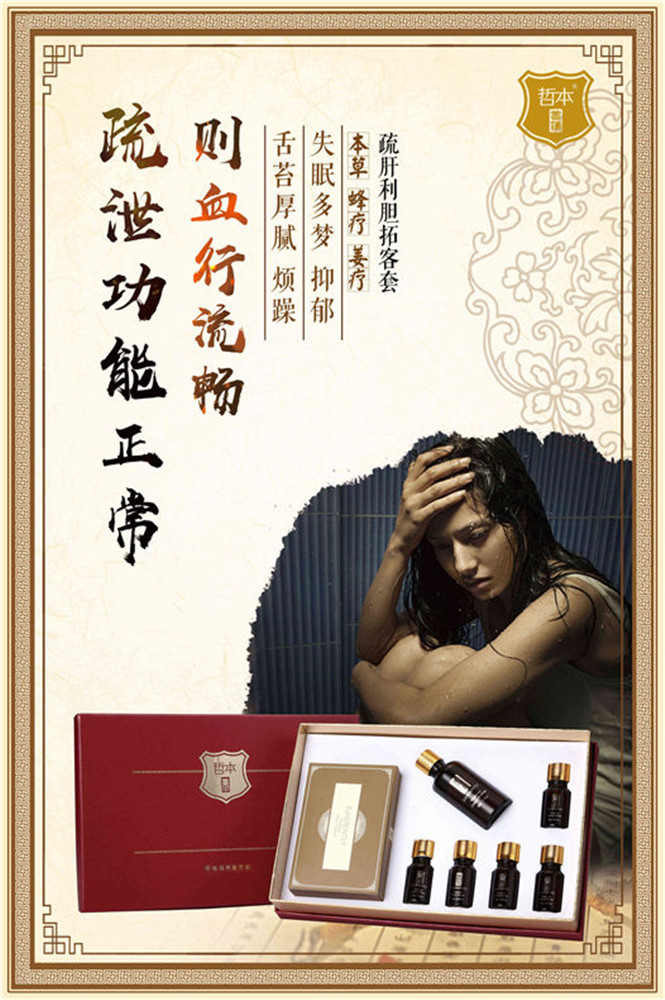 哲本
疏肝利胆拓客套
本草 蜂疗 姜疗
失眠多梦 抑郁
舌苔厚腻 烦躁
则血行流畅
疏泄功能正常
哲本